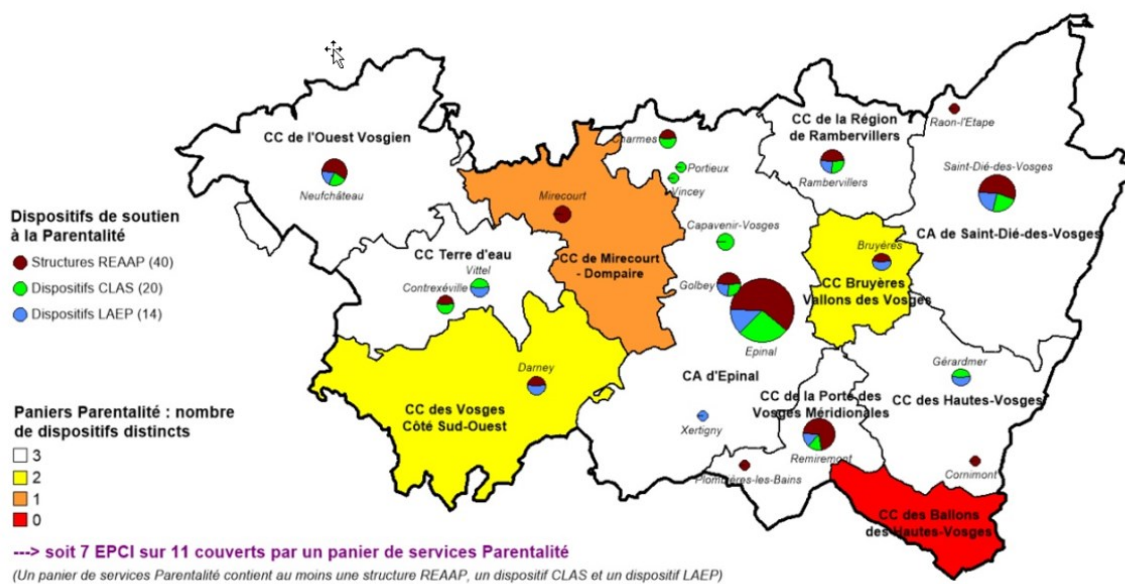 CC de l'Ouest Vosgien
Neufchâteau
CC de la Région
de Rambervillers
Rambervillers
Raon-l'Etape
Saint-Dié-des-Vosges
CA de Saint-Dié-des-Vosges
Charmes
Portieux
Vincey
Mirecourt
CC de Mirecourt
- Dompaire
Capavenir-Vosges
Golbey
Epinal
CA d'Epinal
Xertigny
Bruyères
CC Bruyères
Vallons des Vosges
CC Terre d'eau
Vittel
Contrexéville
Darney
CC des Vosges
Côté Sud-Ouest
Gérardmer
CC des Hautes-Vosges
Cornimont
CC de la Porte des
Vosges Méridionales
Remiremont
Plombières-les-Bains
CC des Ballons
des Hautes-Vosges
Dispositifs de soutien
à la Parentalité
Structures REAAP (40)
Dispositifs CLAS (20)
Dispositifs LAEP (14)
Paniers Parentalité : nombre
de dispositifs distincts
3
2
1
0
---> soit 7 EPCI sur 11 couverts par un panier de services Parentalité
(Un panier de services Parentalité contient au moins une structure REAAP, un dispositif CLAS et un dispositif LAEP)